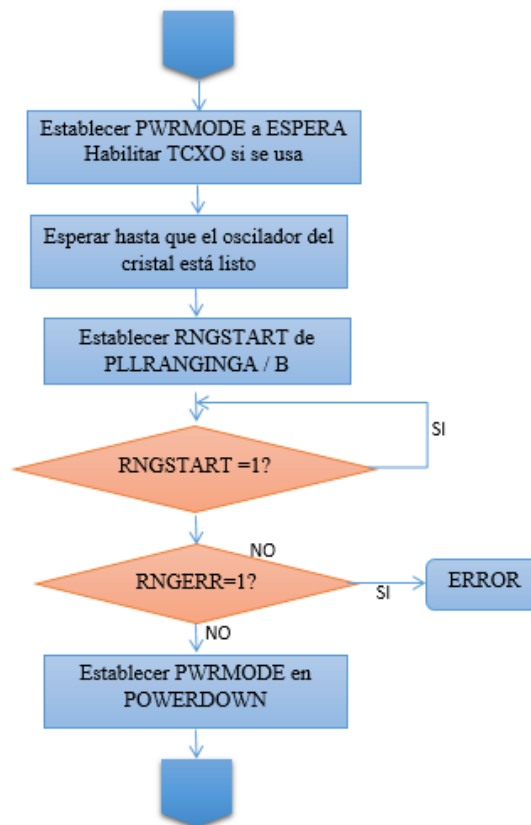 Establecer PWRMODE a ESPERA
Habilitar TCXO si se usa
Esperar hasta que el oscilador del
cristal está listo
Establecer RNGSTART de
PLLRANGINGA / B
SI
RNGSTART =1?
NO
RNGERR=1?
SI
ERROR
NO
Establecer PWRMODE en
POWERDOWN